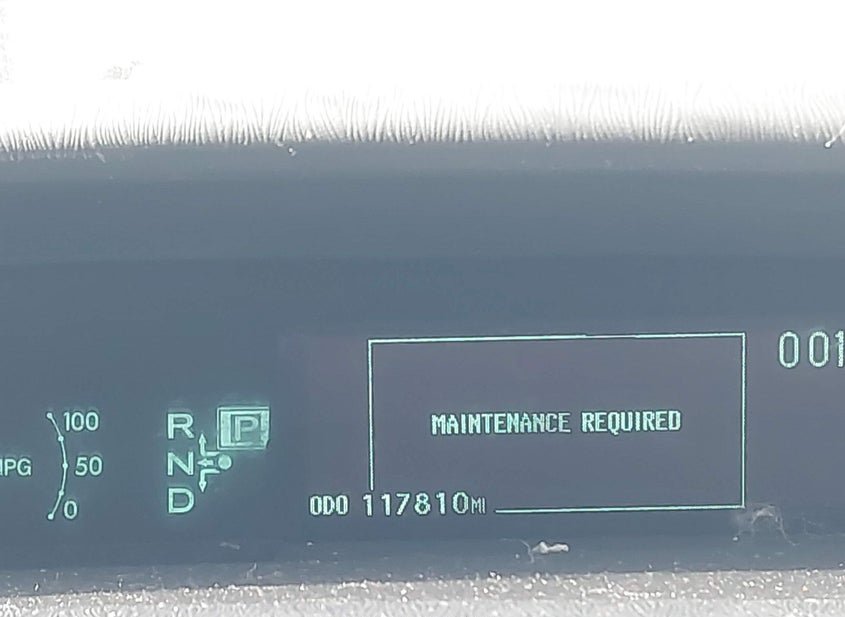 001
MAINTENANCE REQUIRED
100
50
0
R
P
N
D
ODO 117810MI